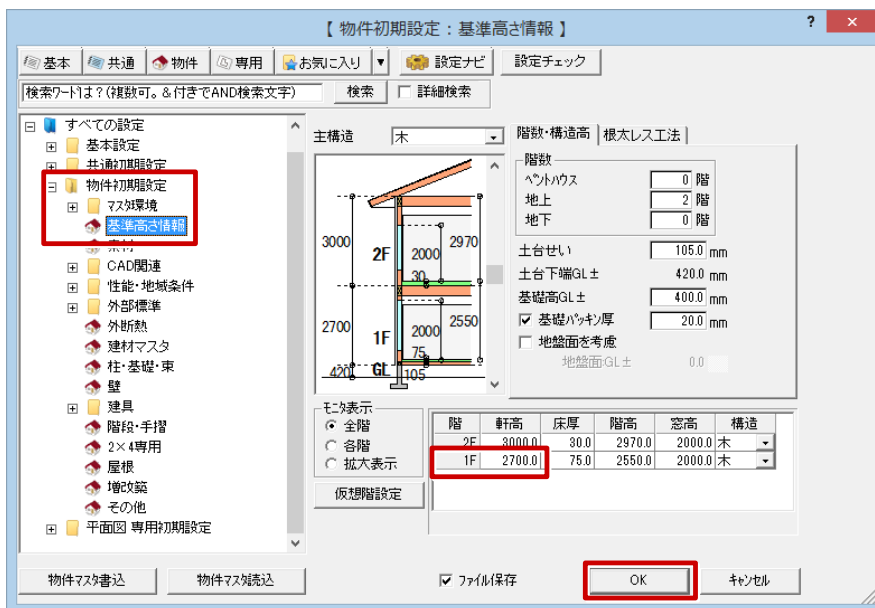 【 物件初期設定：基準高さ情報 】
?
×
基本 共通 物件 専用 お気に入り ▼ 設定ナビ 設定チェック
検索ワードは？(複数可。&付きでAND検索文字) 検索 詳細検索
すべての設定
基本設定
共通初期設定
物件初期設定
マスタ環境
基準高さ情報
CAD関連
性能・地域条件
外部標準
外断熱
建材マスタ
柱・基礎・束
壁
建具
階段・手摺
2×4専用
屋根
増改築
その他
平面図 専用初期設定
主構造 木
3000 2F 2000 2970
30
2700 1F 2000 2550
75
420 GL 105
階数・構造高 根太レス工法
階数
ペントハウス 0 階
地上 2 階
地下 0 階
土台せい 105.0 mm
土台下端GL± 420.0 mm
基礎高GL± 400.0 mm
基礎パッキン厚 20.0 mm
地盤面を考慮
地盤面:GL± 0.0
モニタ表示
全階
各階
拡大表示
仮想階設定
階 軒高 床厚 階高 窓高 構造
2F 3000.0 30.0 2970.0 2000.0 木
1F 2700.0 75.0 2550.0 2000.0 木
物件マスタ書込 物件マスタ読込 ファイル保存 OK キャンセル